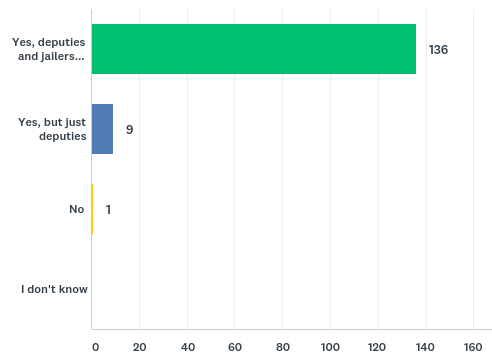 Yes, deputies
and jailers...
136
Yes, but just
deputies
9
No
1
I don't know
0 20 40 60 80 100 120 140 160